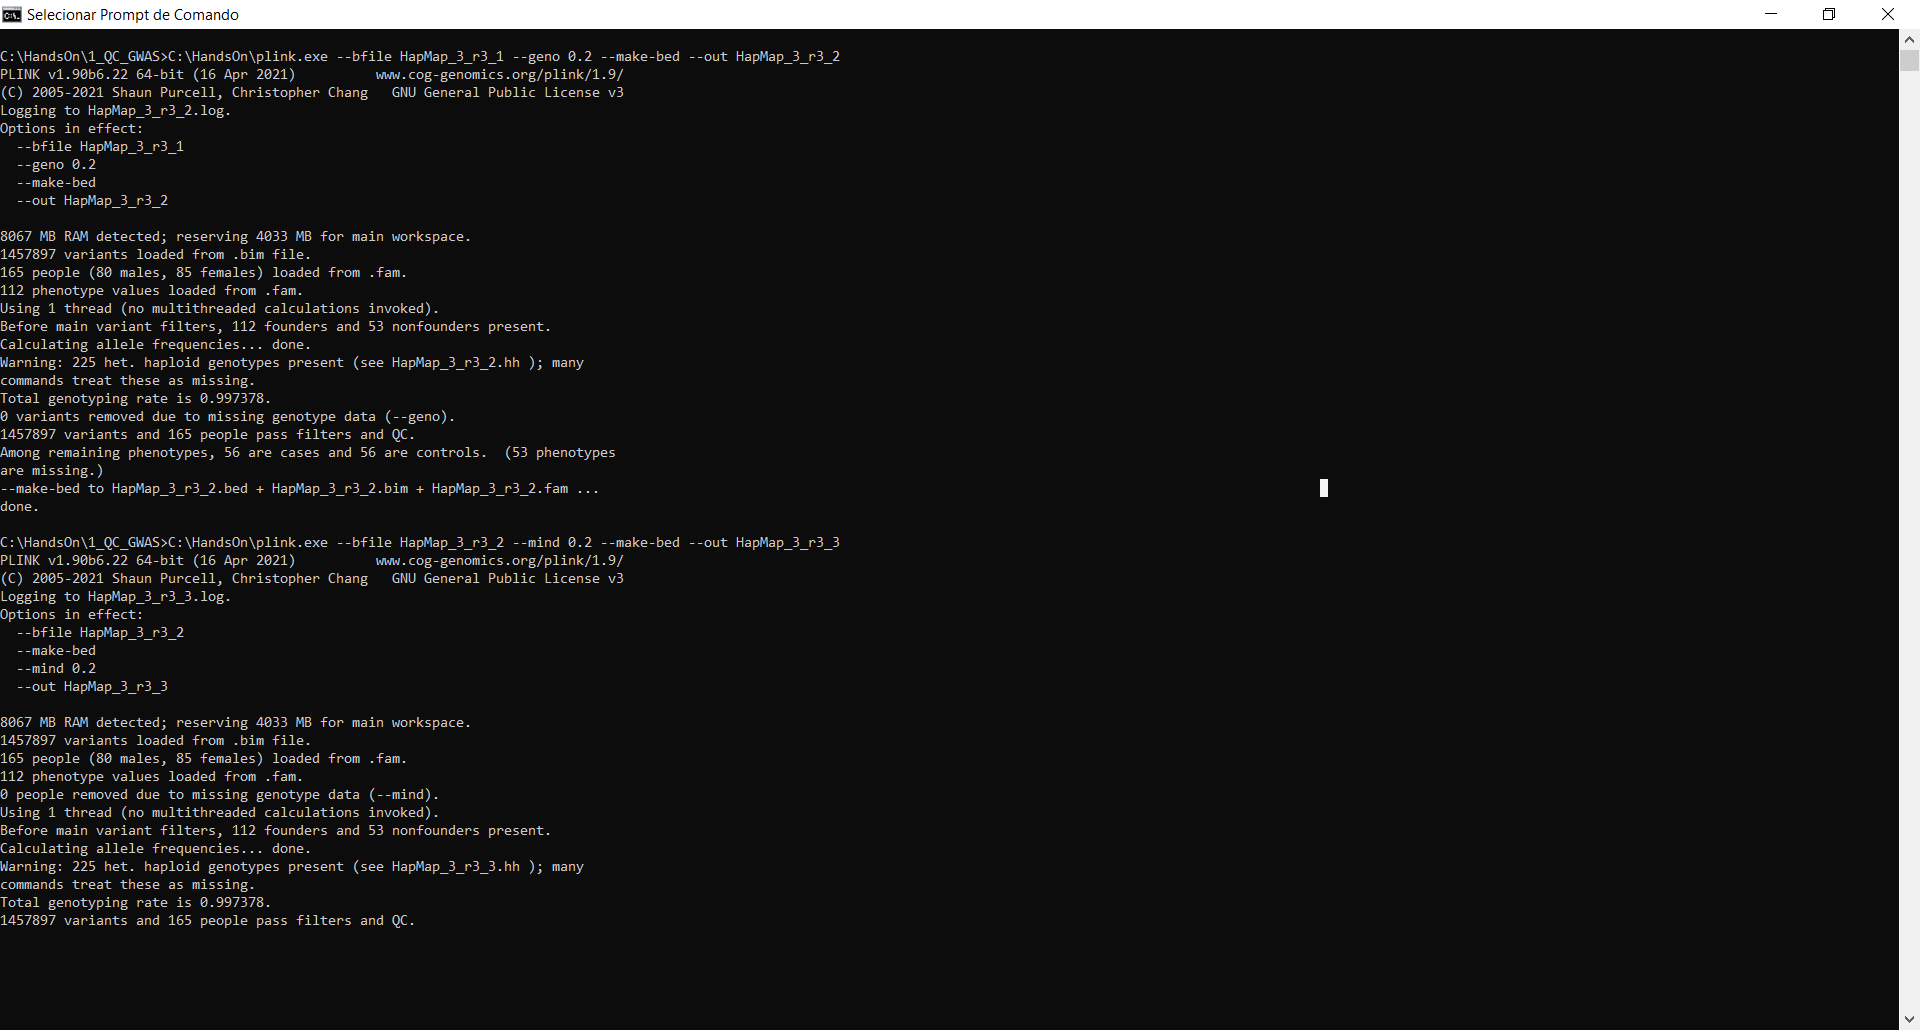 Selecionar Prompt de Comando
C:\HandsOn\1_QC_GWAS>C:\HandsOn\plink.exe --bfile HapMap_3_r3_1 --geno 0.2 --make-bed --out HapMap_3_r3_2
PLINK v1.90b6.22 64-bit (16 Apr 2021)          www.cog-genomics.org/plink/1.9/
(C) 2005-2021 Shaun Purcell, Christopher Chang   GNU General Public License v3
Logging to HapMap_3_r3_2.log.
Options in effect:
  --bfile HapMap_3_r3_1
  --geno 0.2
  --make-bed
  --out HapMap_3_r3_2
8067 MB RAM detected; reserving 4033 MB for main workspace.
1457897 variants loaded from .bim file.
165 people (80 males, 85 females) loaded from .fam.
112 phenotype values loaded from .fam.
Using 1 thread (no multithreaded calculations invoked).
Before main variant filters, 112 founders and 53 nonfounders present.
Calculating allele frequencies... done.
Warning: 225 het. haploid genotypes present (see HapMap_3_r3_2.hh ); many
commands treat these as missing.
Total genotyping rate is 0.997378.
0 variants removed due to missing genotype data (--geno).
1457897 variants and 165 people pass filters and QC.
Among remaining phenotypes, 56 are cases and 56 are controls.  (53 phenotypes
are missing.)
--make-bed to HapMap_3_r3_2.bed + HapMap_3_r3_2.bim + HapMap_3_r3_2.fam ...
done.
C:\HandsOn\1_QC_GWAS>C:\HandsOn\plink.exe --bfile HapMap_3_r3_2 --mind 0.2 --make-bed --out HapMap_3_r3_3
PLINK v1.90b6.22 64-bit (16 Apr 2021)          www.cog-genomics.org/plink/1.9/
(C) 2005-2021 Shaun Purcell, Christopher Chang   GNU General Public License v3
Logging to HapMap_3_r3_3.log.
Options in effect:
  --bfile HapMap_3_r3_2
  --make-bed
  --mind 0.2
  --out HapMap_3_r3_3
8067 MB RAM detected; reserving 4033 MB for main workspace.
1457897 variants loaded from .bim file.
165 people (80 males, 85 females) loaded from .fam.
112 phenotype values loaded from .fam.
0 people removed due to missing genotype data (--mind).
Using 1 thread (no multithreaded calculations invoked).
Before main variant filters, 112 founders and 53 nonfounders present.
Calculating allele frequencies... done.
Warning: 225 het. haploid genotypes present (see HapMap_3_r3_3.hh ); many
commands treat these as missing.
Total genotyping rate is 0.997378.
1457897 variants and 165 people pass filters and QC.